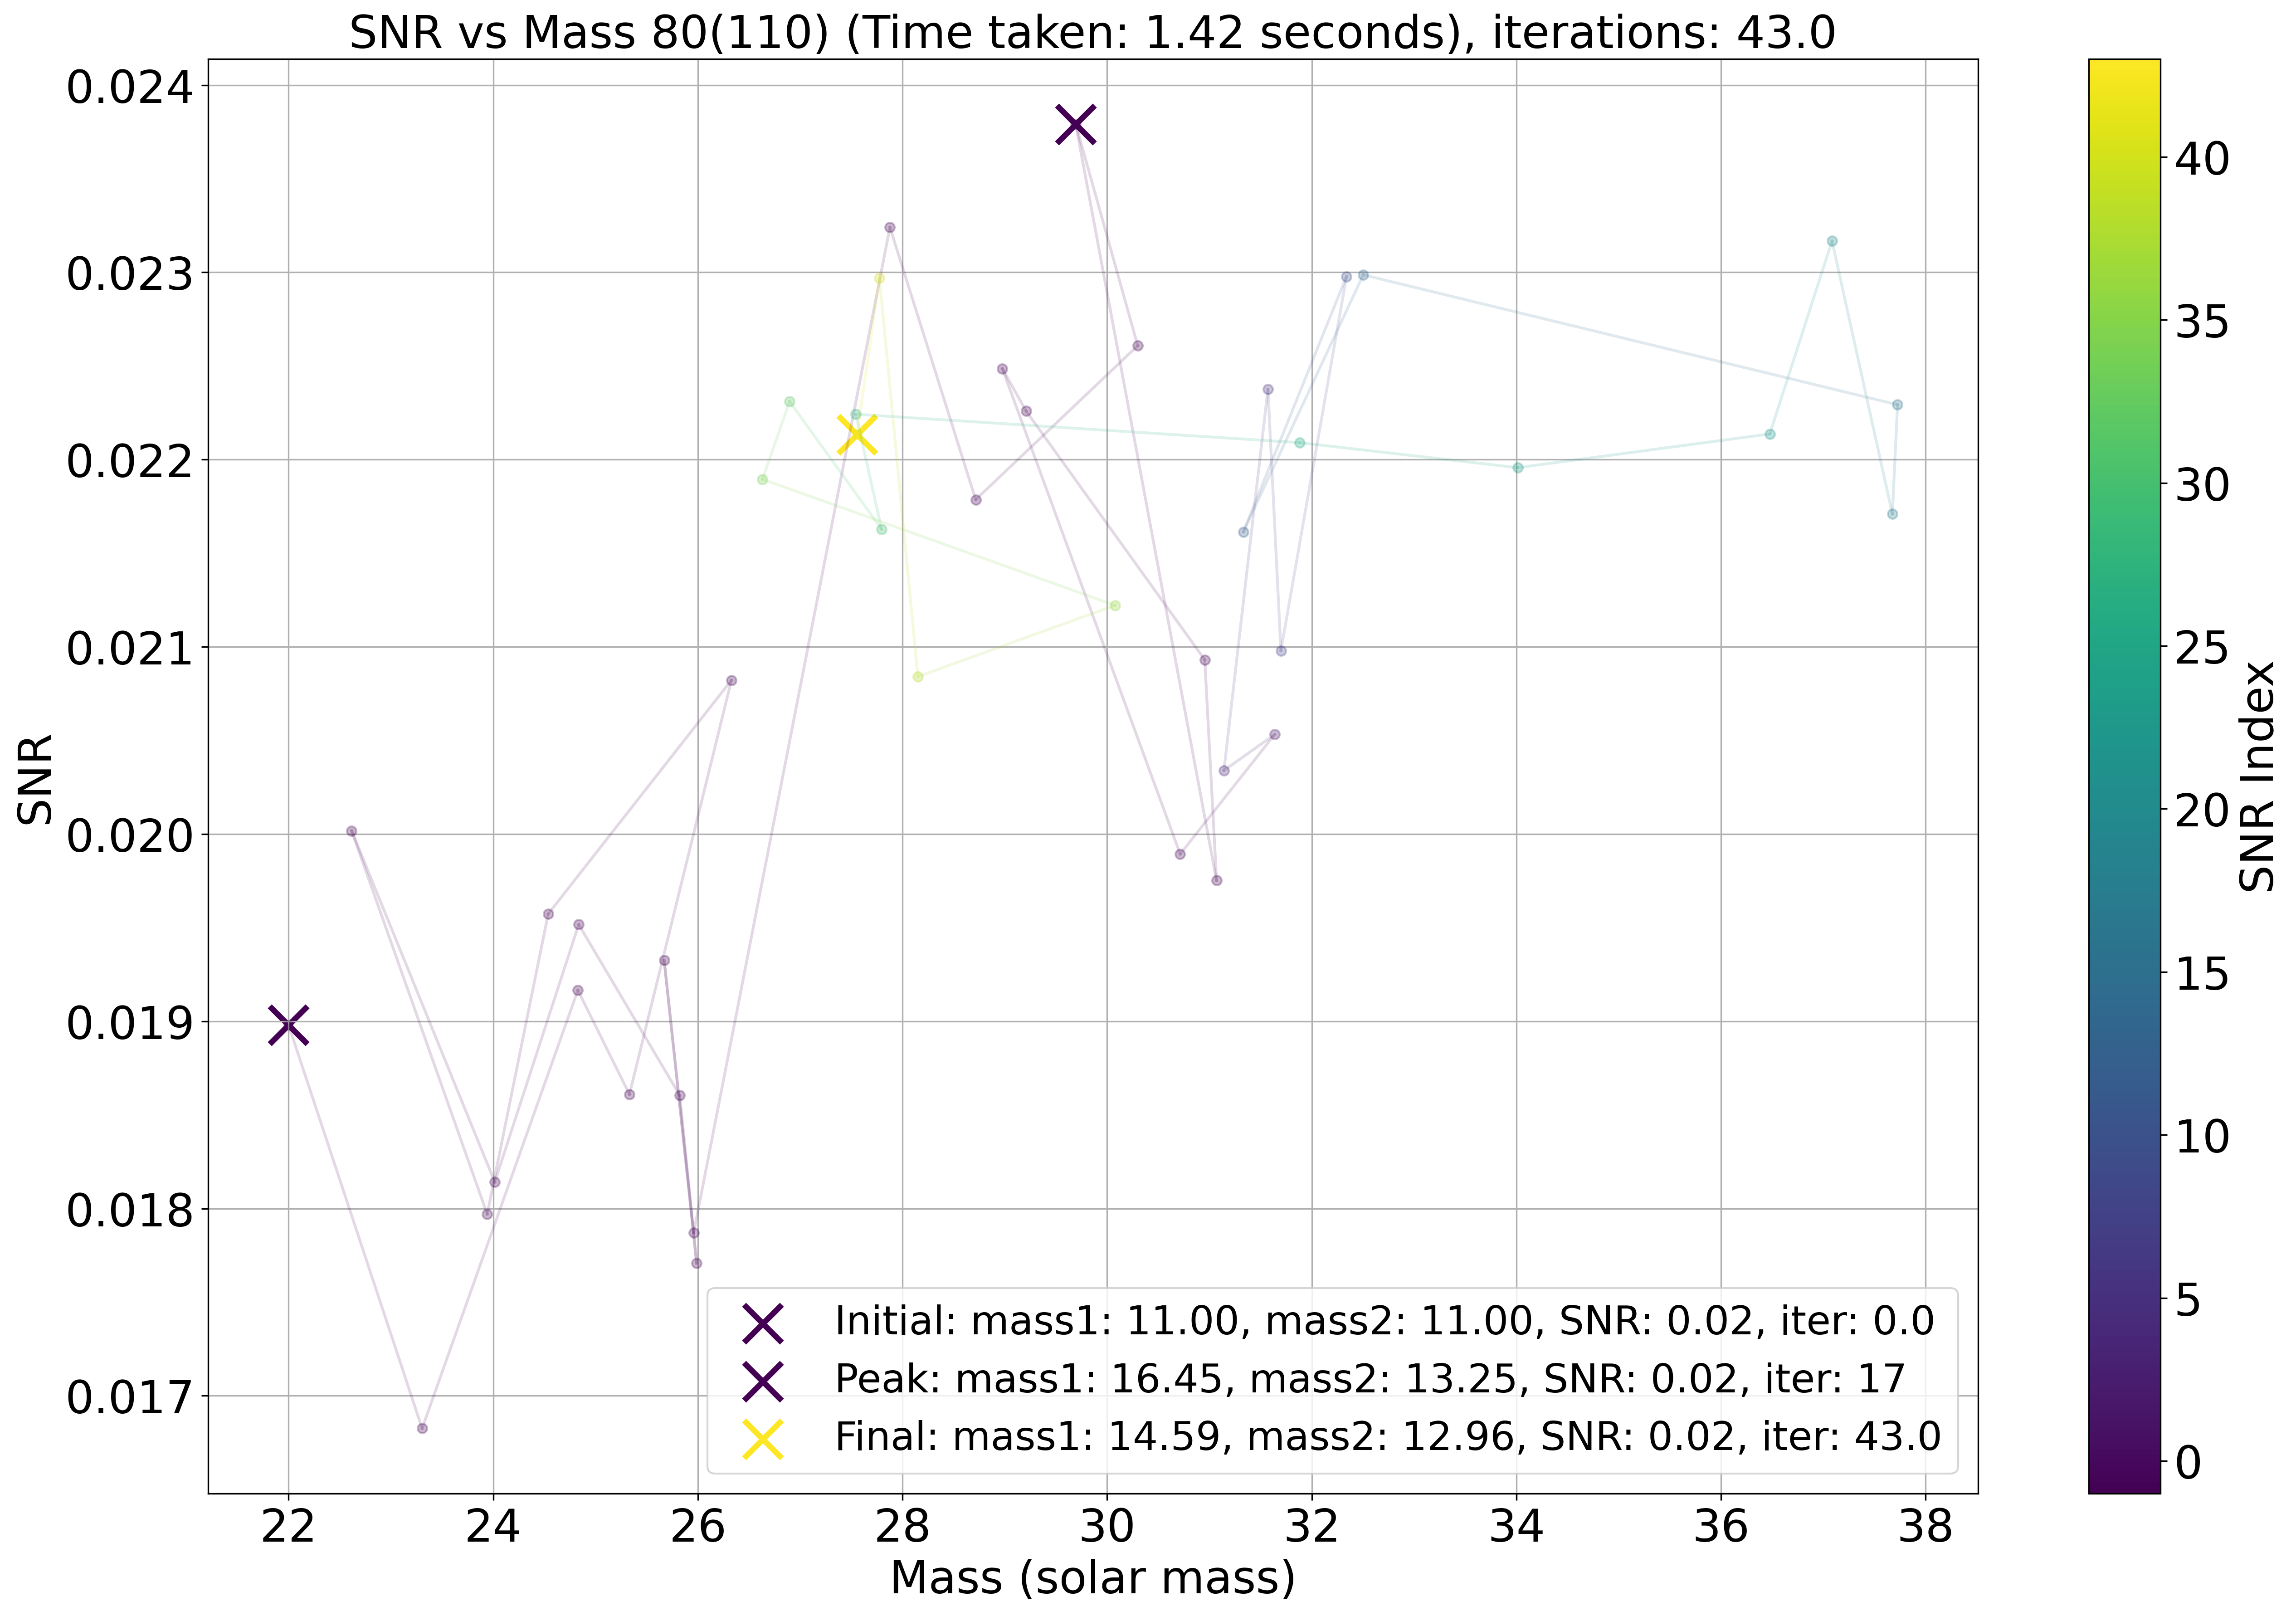 SNR vs Mass 80(110) (Time taken: 1.42 seconds), iterations: 43.0
0.024
0.023
0.022
0.021
0.020
0.019
0.018
0.017
SNR
22 24 26 28 30 32 34 36 38
Mass (solar mass)
Initial: mass1: 11.00, mass2: 11.00, SNR: 0.02, iter: 0.0
Peak: mass1: 16.45, mass2: 13.25, SNR: 0.02, iter: 17
Final: mass1: 14.59, mass2: 12.96, SNR: 0.02, iter: 43.0
40
35
30
25
20
15
10
5
0
SNR Index